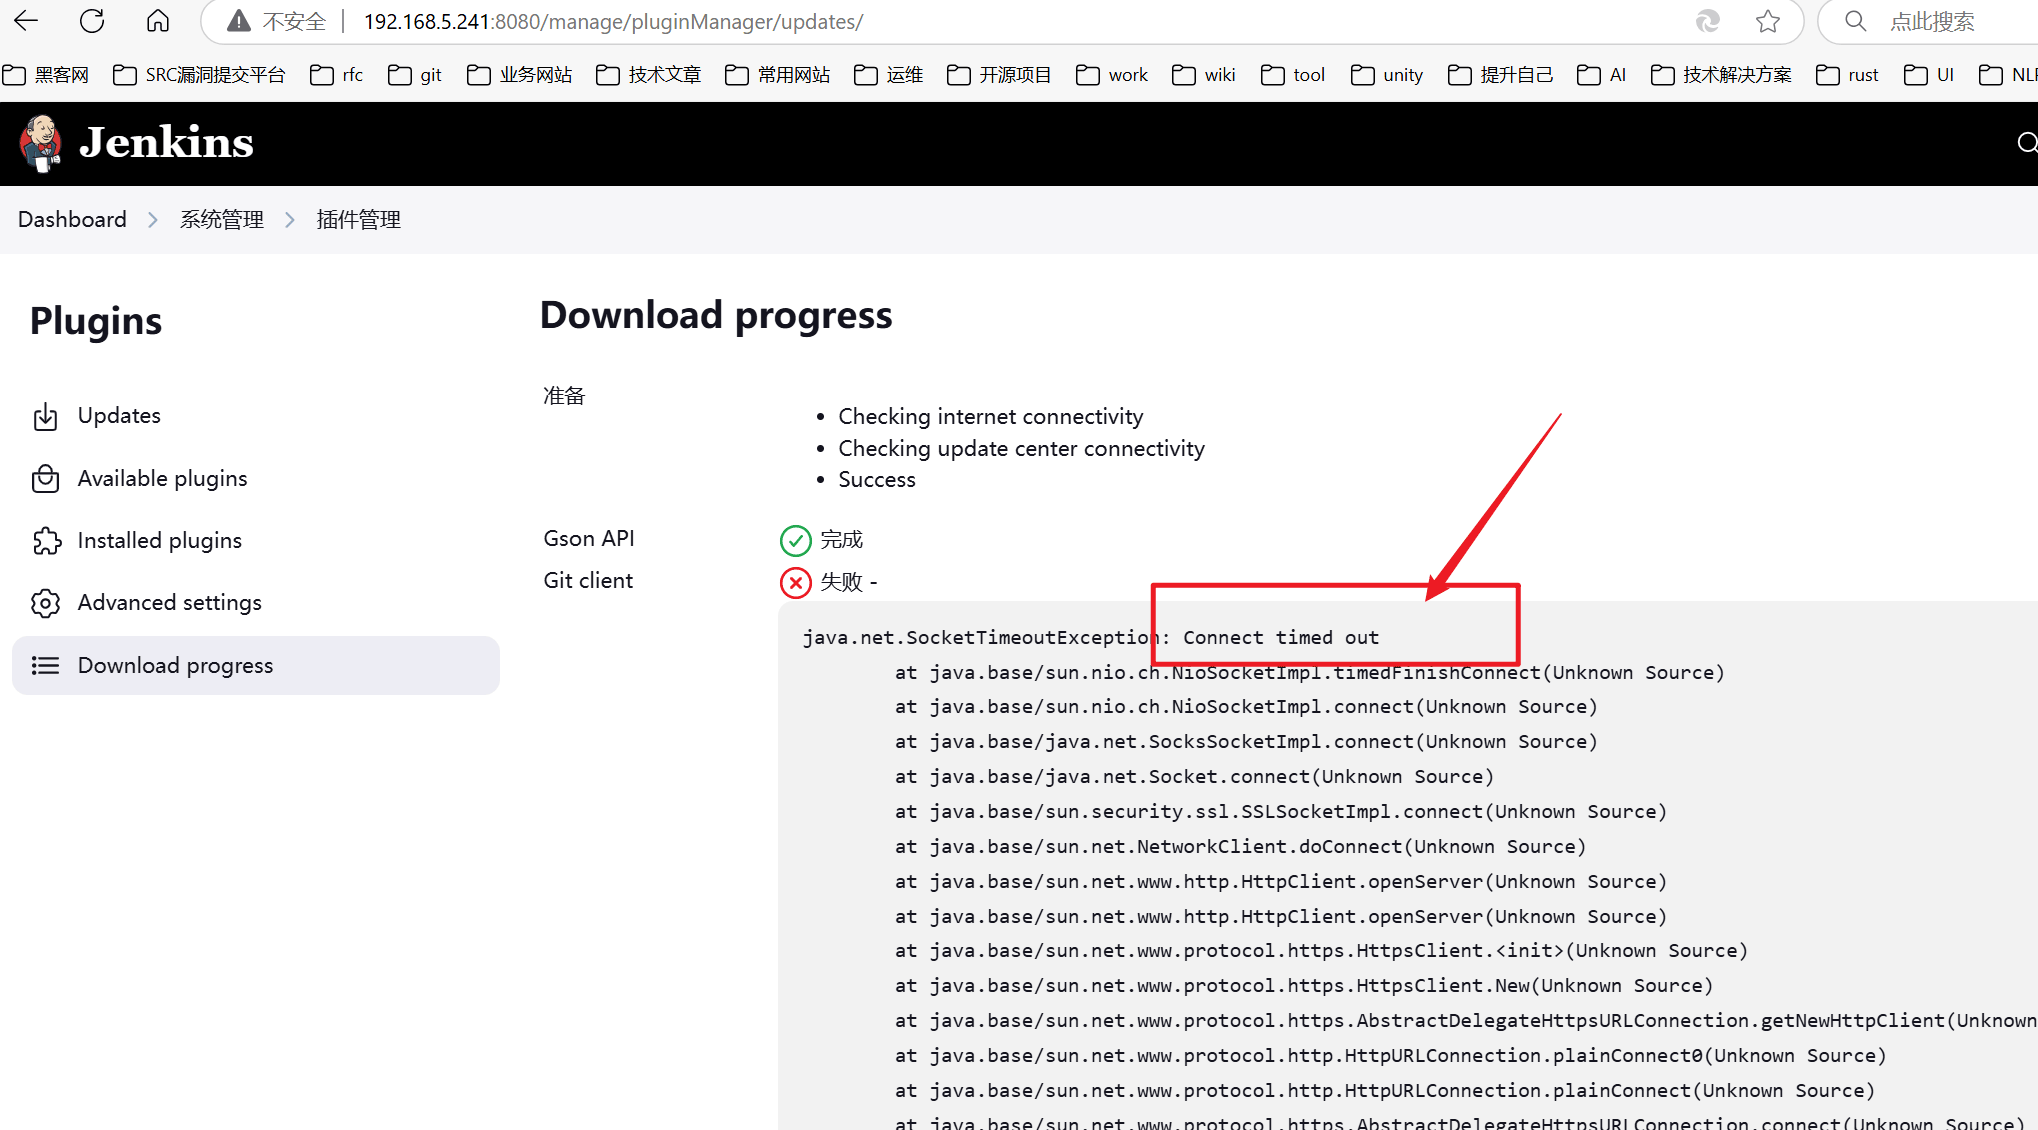 不安全 | 192.168.5.241:8080/manage/pluginManager/updates/
点此搜索
黑客网 SRC漏洞提交平台 rfc git 业务网站 技术文章 常用网站 运维 开源项目 work wiki tool unity 提升自己 AI 技术解决方案 rust UI NLP
Jenkins
Dashboard > 系统管理 > 插件管理
Plugins
Updates
Available plugins
Installed plugins
Advanced settings
Download progress
Download progress
准备
• Checking internet connectivity
• Checking update center connectivity
• Success
Gson API 完成
Git client 失败 -
java.net.SocketTimeoutException: Connect timed out
at java.base/sun.nio.ch.NioSocketImpl.timedFinishConnect(Unknown Source)
at java.base/sun.nio.ch.NioSocketImpl.connect(Unknown Source)
at java.base/java.net.SocksSocketImpl.connect(Unknown Source)
at java.base/java.net.Socket.connect(Unknown Source)
at java.base/sun.security.ssl.SSLSocketImpl.connect(Unknown Source)
at java.base/sun.net.NetworkClient.doConnect(Unknown Source)
at java.base/sun.net.www.http.HttpClient.openServer(Unknown Source)
at java.base/sun.net.www.http.HttpClient.openServer(Unknown Source)
at java.base/sun.net.www.protocol.https.HttpsClient.<init>(Unknown Source)
at java.base/sun.net.www.protocol.https.HttpsClient.New(Unknown Source)
at java.base/sun.net.www.protocol.https.AbstractDelegateHttpsURLConnection.getNewHttpClient(Unknown
at java.base/sun.net.www.protocol.http.HttpURLConnection.plainConnect0(Unknown Source)
at java.base/sun.net.www.protocol.http.HttpURLConnection.plainConnect(Unknown Source)
at java.base/sun.net.www.protocol.https.AbstractDelegateHttpsURLConnection.connect(Unknown Source)